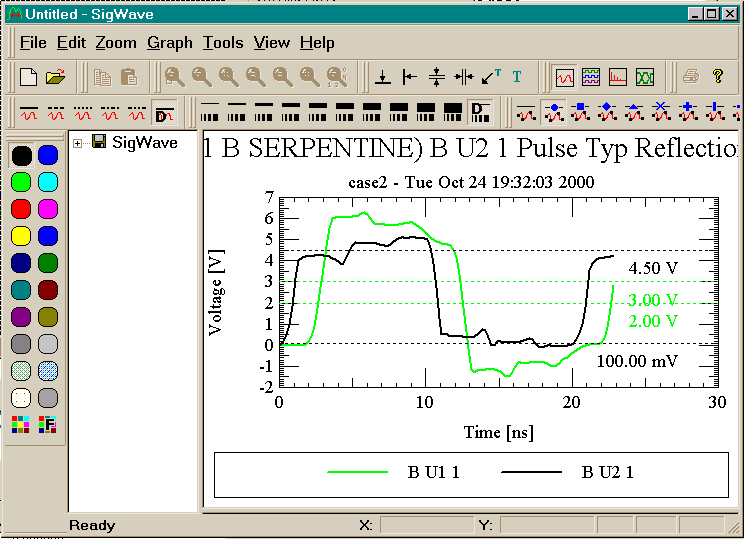 Untitled - SigWave
File Edit Zoom Graph Tools View Help
T T
D
D
SigWave
1 B SERPENTINE) B U2 1 Pulse Typ Reflectio
case2 - Tue Oct 24 19:32:03 2000
Voltage [V]
7
6
5
4
3
2
1
0
-1
-2
4.50 V
3.00 V
2.00 V
100.00 mV
0 10 20 30
Time [ns]
B U1 1 B U2 1
F
Ready X: Y: